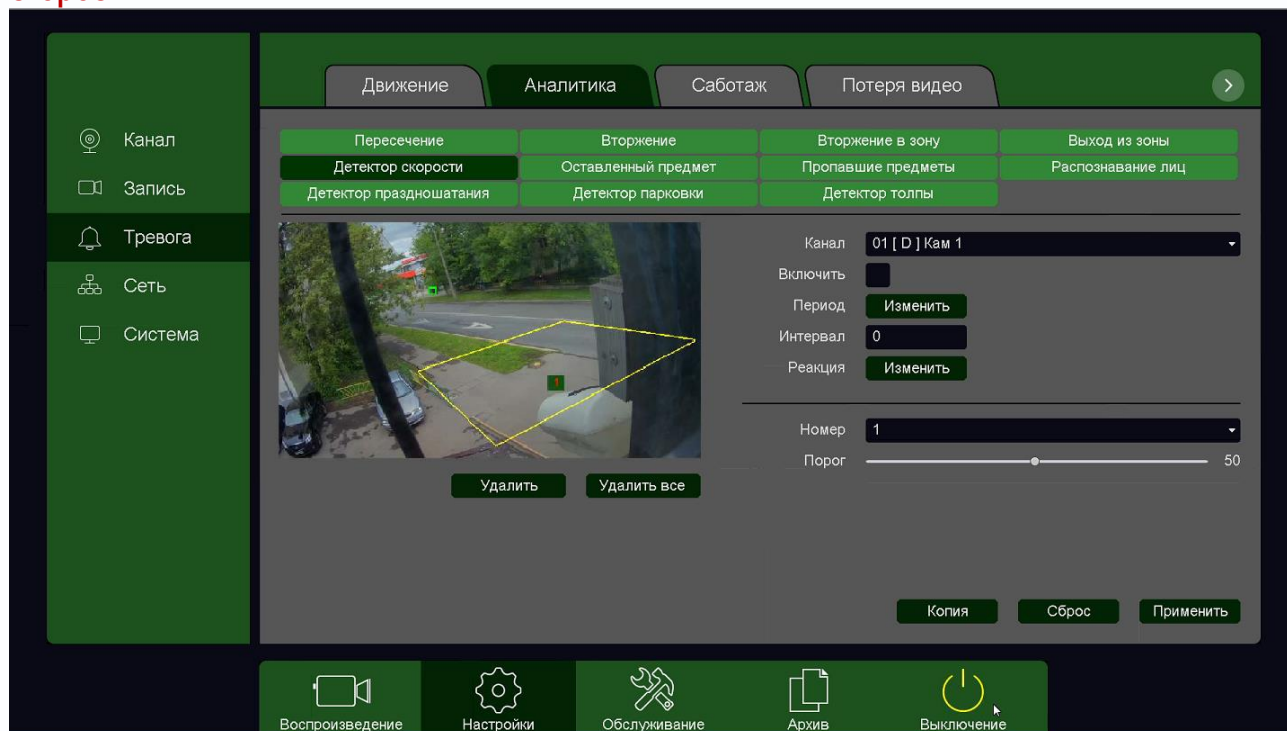 Движение Аналитика Саботаж Потеря видео
Канал
Запись
Тревога
Сеть
Система
Пересечение Вторжение Вторжение в зону Выход из зоны
Детектор скорости Оставленный предмет Пропавшие предметы Распознавание лиц
Детектор праздношатания Детектор парковки Детектор толпы
1
Удалить Удалить все
Канал 01 [ D ] Кам 1
Включить
Период Изменить
Интервал 0
Реакция Изменить
Номер 1
Порог 50
Копия Сброс Применить
Воспроизведение Настройки Обслуживание Архив Выключение